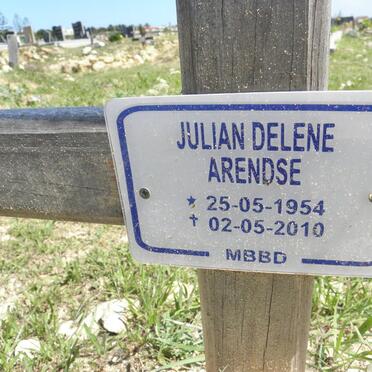 JULIAN DELENE
ARENDSE
* 25-05-1954
✝ 02-05-2010
MBBD